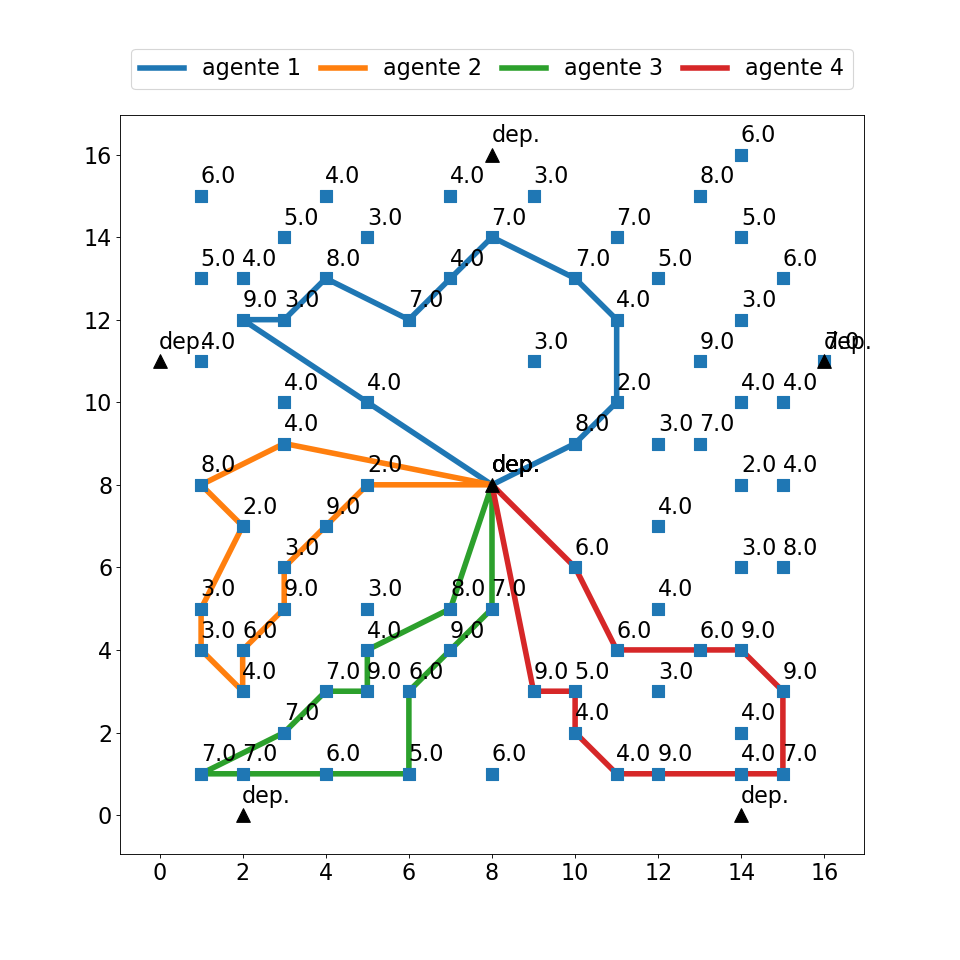 agente 1 agente 2 agente 3 agente 4
dep. 6.0
16
6.0 4.0 4.0 3.0 8.0
5.0 3.0 7.0 7.0 5.0
14
5.0 4.0 8.0 4.0 7.0 5.0 6.0
9.0 3.0 7.0 4.0 3.0
12
dep. 4.0 3.0 9.0 7.0 dep.
4.0 4.0 2.0 4.0 4.0
10
4.0 8.0 3.0 7.0
8.0 2.0 dep. 2.0 4.0
8
2.0 9.0 4.0
3.0 6.0 3.0 8.0
6
3.0 9.0 3.0 8.0 7.0 4.0
3.0 6.0 4.0 9.0 6.0 6.0 9.0
4
4.0 7.0 9.0 6.0 9.0 5.0 3.0 9.0
7.0 4.0 4.0
2
7.0 7.0 6.0 5.0 6.0 4.0 9.0 4.0 7.0
dep. dep.
0
0 2 4 6 8 10 12 14 16